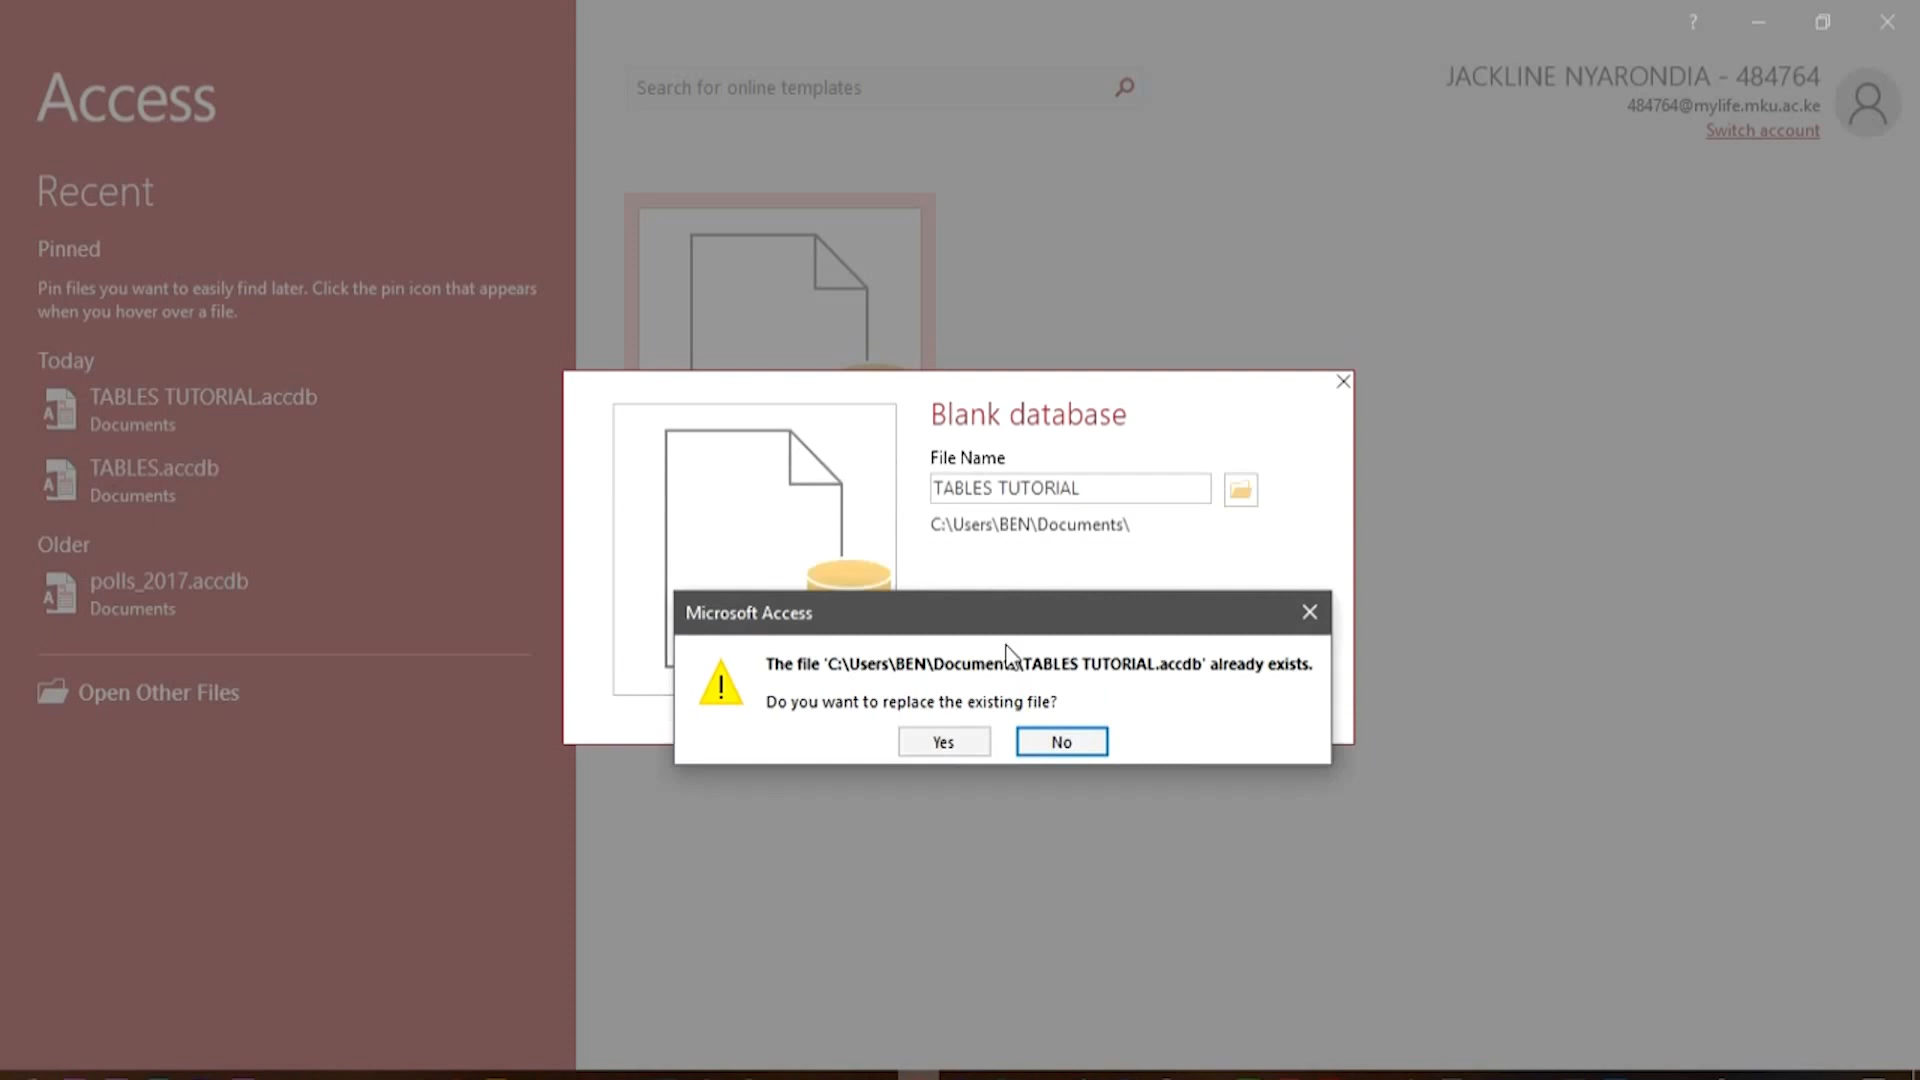 Access
Recent
Pinned
Pin files you want to easily find later. Click the pin icon that appears
when you hover over a file.
Today
TABLES TUTORIAL.accdb
Documents
TABLES.accdb
Documents
Older
polls_2017.accdb
Documents
Open Other Files
?
Search for online templates
JACKLINE NYARONDIA - 484764
484764@mylife.mku.ac.ke
Switch account
Blank database
File Name
TABLES TUTORIAL
C:\Users\BEN\Documents\
Microsoft Access
The file 'C:\Users\BEN\Documents\TABLES TUTORIAL.accdb' already exists.
Do you want to replace the existing file?
Yes
No